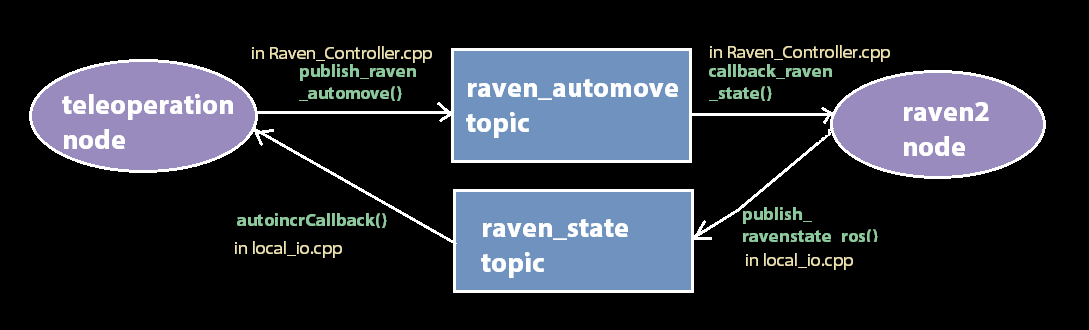 in Raven_Controller.cpp
publish_raven
_automove()
teleoperation
node
raven_automove
topic
in Raven_Controller.cpp
callback_raven
_state()
raven2
node
autoincrCallback()
in local_io.cpp
raven_state
topic
publish_
ravenstate_ros()
in local_io.cpp